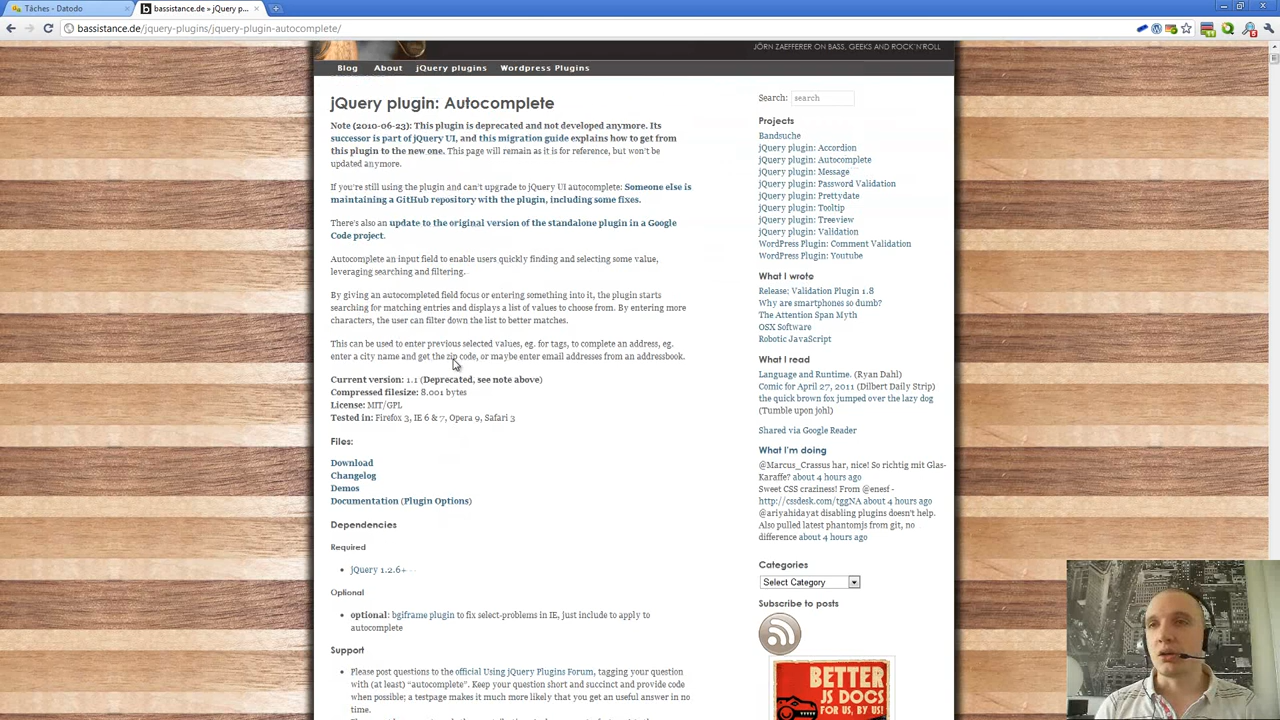 Tâches - Datodo
bassistance.de » jQuery p...
bassistance.de/jquery-plugins/jquery-plugin-autocomplete/
JÖRN ZAEFFERER ON BASS, GEEKS AND ROCK'N'ROLL
Blog About jQuery plugins Wordpress Plugins
jQuery plugin: Autocomplete
Note (2010-06-23): This plugin is deprecated and not developed anymore. Its
successor is part of jQuery UI, and this migration guide explains how to get from
this plugin to the new one. This page will remain as it is for reference, but won't be
updated anymore.
If you're still using the plugin and can't upgrade to jQuery UI autocomplete: Someone else is
maintaining a GitHub repository with the plugin, including some fixes.
There's also an update to the original version of the standalone plugin in a Google
Code project.
Autocomplete an input field to enable users quickly finding and selecting some value,
leveraging searching and filtering.
By giving an autocompleted field focus or entering something into it, the plugin starts
searching for matching entries and displays a list of values to choose from. By entering more
characters, the user can filter down the list to better matches.
This can be used to enter previous selected values, eg. for tags, to complete an address, eg.
enter a city name and get the zip code, or maybe enter email addresses from an addressbook.
Current version: 1.1 (Deprecated, see note above)
Compressed filesize: 8.001 bytes
License: MIT/GPL
Tested in: Firefox 3, IE 6 & 7, Opera 9, Safari 3
Files:
Download
Changelog
Demos
Documentation (Plugin Options)
Dependencies
Required
jQuery 1.2.6+
Optional
optional: bgiframe plugin to fix select-problems in IE, just include to apply to
autocomplete
Support
Please post questions to the official Using jQuery Plugins Forum, tagging your question
with (at least) "autocomplete". Keep your question short and succinct and provide code
when possible; a testpage makes it much more likely that you get an useful answer in no
time.
Search: search
Projects
Bandsuche
jQuery plugin: Accordion
jQuery plugin: Autocomplete
jQuery plugin: Message
jQuery plugin: Password Validation
jQuery plugin: Prettydate
jQuery plugin: Tooltip
jQuery plugin: Treeview
jQuery plugin: Validation
WordPress Plugin: Comment Validation
WordPress Plugin: Youtube
What I wrote
Release: Validation Plugin 1.8
Why are smartphones so dumb?
The Attention Span Myth
OSX Software
Robotic JavaScript
What I read
Language and Runtime. (Ryan Dahl)
Comic for April 27, 2011 (Dilbert Daily Strip)
the quick brown fox jumped over the lazy dog
(Tumble upon johl)
Shared via Google Reader
What I'm doing
@Marcus_Crassus har, nice! So richtig mit Glas-
Karaffe? about 4 hours ago
Sweet CSS craziness! From @enesf -
http://cssdesk.com/tggNA about 4 hours ago
@ariyahidayat disabling plugins doesn't help.
Also pulled latest phantomjs from git, no
difference about 4 hours ago
Categories
Select Category
Subscribe to posts
BETTER
JS DOCS
FOR US, BY US!